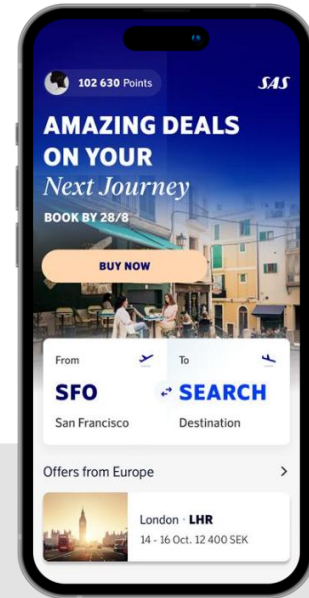 102 630 Points
SAS
AMAZING DEALS
ON YOUR
Next Journey
BOOK BY 28/8
BUY NOW
From
To
SFO
SEARCH
San Francisco
Destination
Offers from Europe
London · LHR
14 - 16 Oct. 12 400 SEK